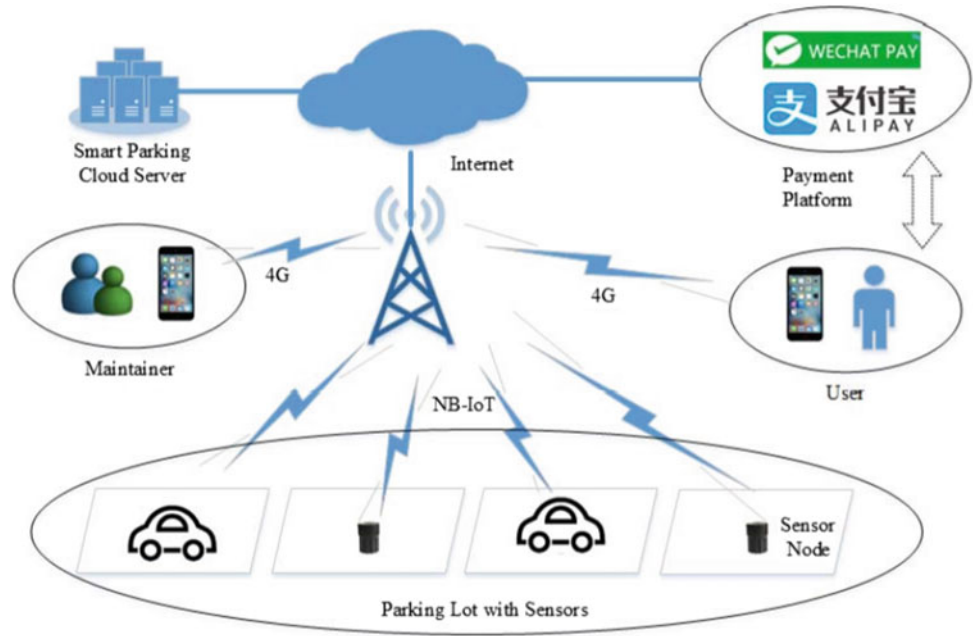 WECHAT PAY
支付宝
ALIPAY
Smart Parking
Cloud Server
Internet
Payment
Platform
4G
4G
Maintainer
User
NB-IoT
Sensor
Node
Parking Lot with Sensors